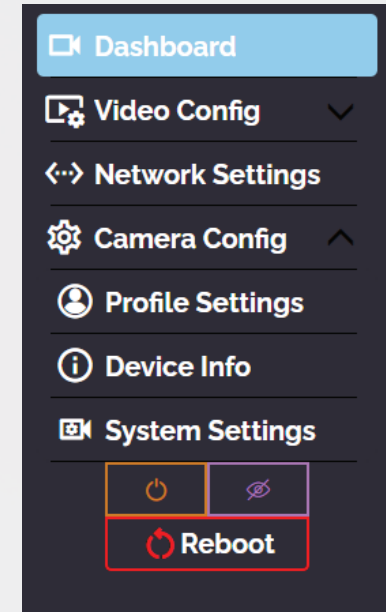 Dashboard
Video Config
Network Settings
Camera Config
Profile Settings
Device Info
System Settings
Reboot